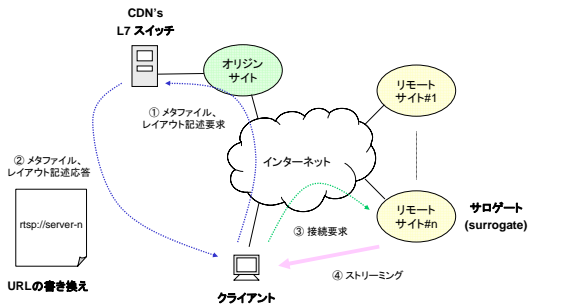 CDN's
L7 スイッチ
オリジン
サイト
リモート
サイト#1
① メタファイル、
レイアウト記述要求
② メタファイル、
レイアウト記述応答
インターネット
rtsp://server-n
リモート
サイト#n
サロゲート
(surrogate)
③ 接続要求
④ ストリーミング
URLの書き換え
クライアント